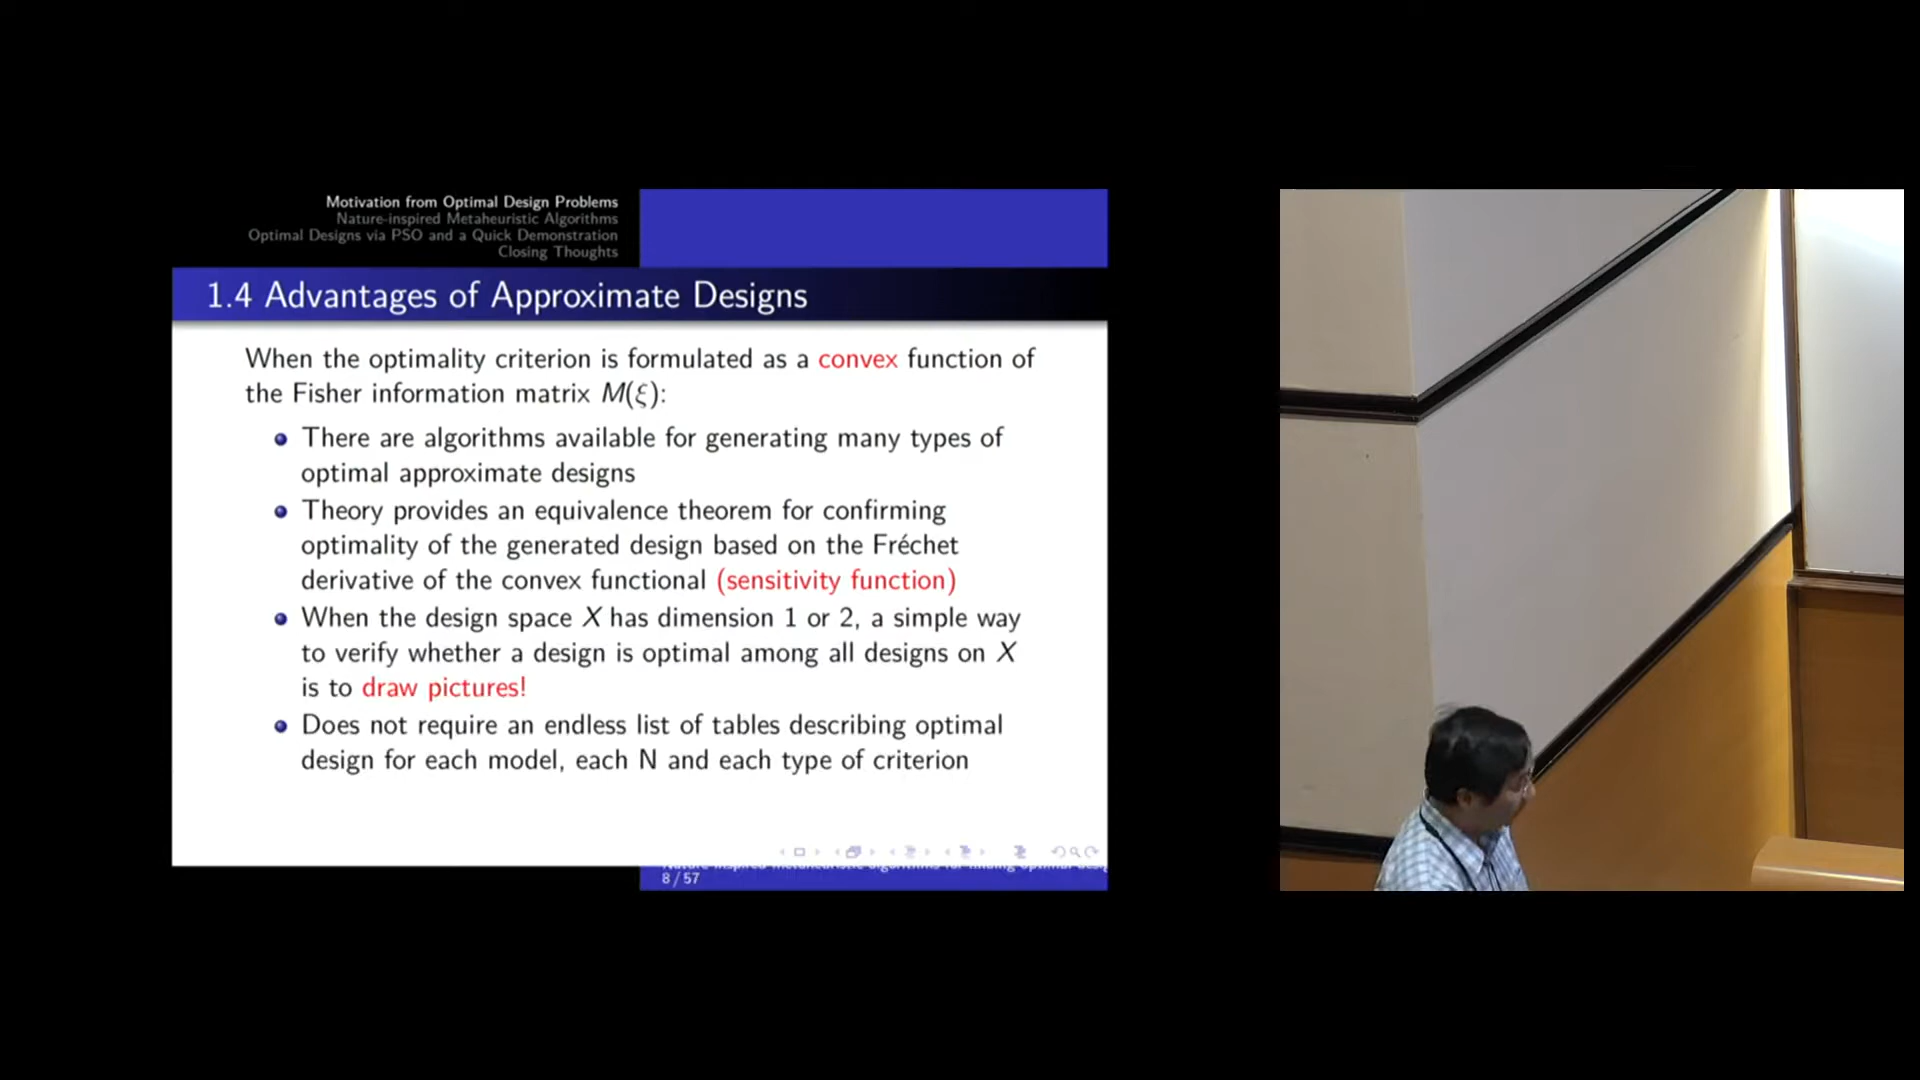 Motivation from Optimal Design Problems
Nature-inspired Metaheuristic Algorithms
Optimal Designs via PSO and a Quick Demonstration
Closing Thoughts
1.4 Advantages of Approximate Designs
When the optimality criterion is formulated as a convex function of
the Fisher information matrix M(ξ):
There are algorithms available for generating many types of
optimal approximate designs
Theory provides an equivalence theorem for confirming
optimality of the generated design based on the Fréchet
derivative of the convex functional (sensitivity function)
When the design space X has dimension 1 or 2, a simple way
to verify whether a design is optimal among all designs on X
is to draw pictures!
Does not require an endless list of tables describing optimal
design for each model, each N and each type of criterion
8 / 57